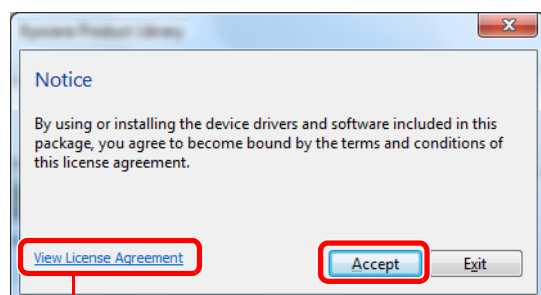 Notice
By using or installing the device drivers and software included in this
package, you agree to become bound by the terms and conditions of
this license agreement.
View License Agreement
Accept
Exit